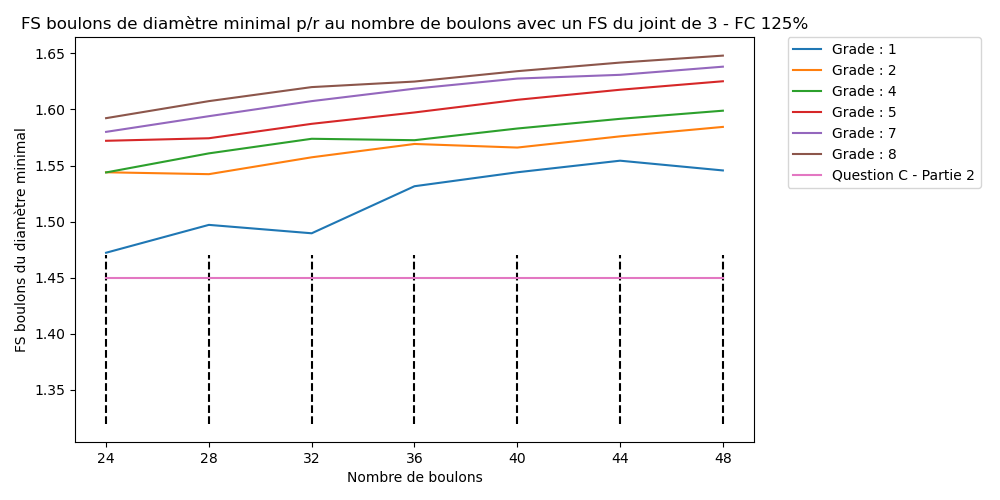 FS boulons de diamètre minimal p/r au nombre de boulons avec un FS du joint de 3 - FC 125%
FS boulons du diamètre minimal
1.65
1.60
1.55
1.50
1.45
1.40
1.35
24 28 32 36 40 44 48
Nombre de boulons
Grade : 1
Grade : 2
Grade : 4
Grade : 5
Grade : 7
Grade : 8
Question C - Partie 2